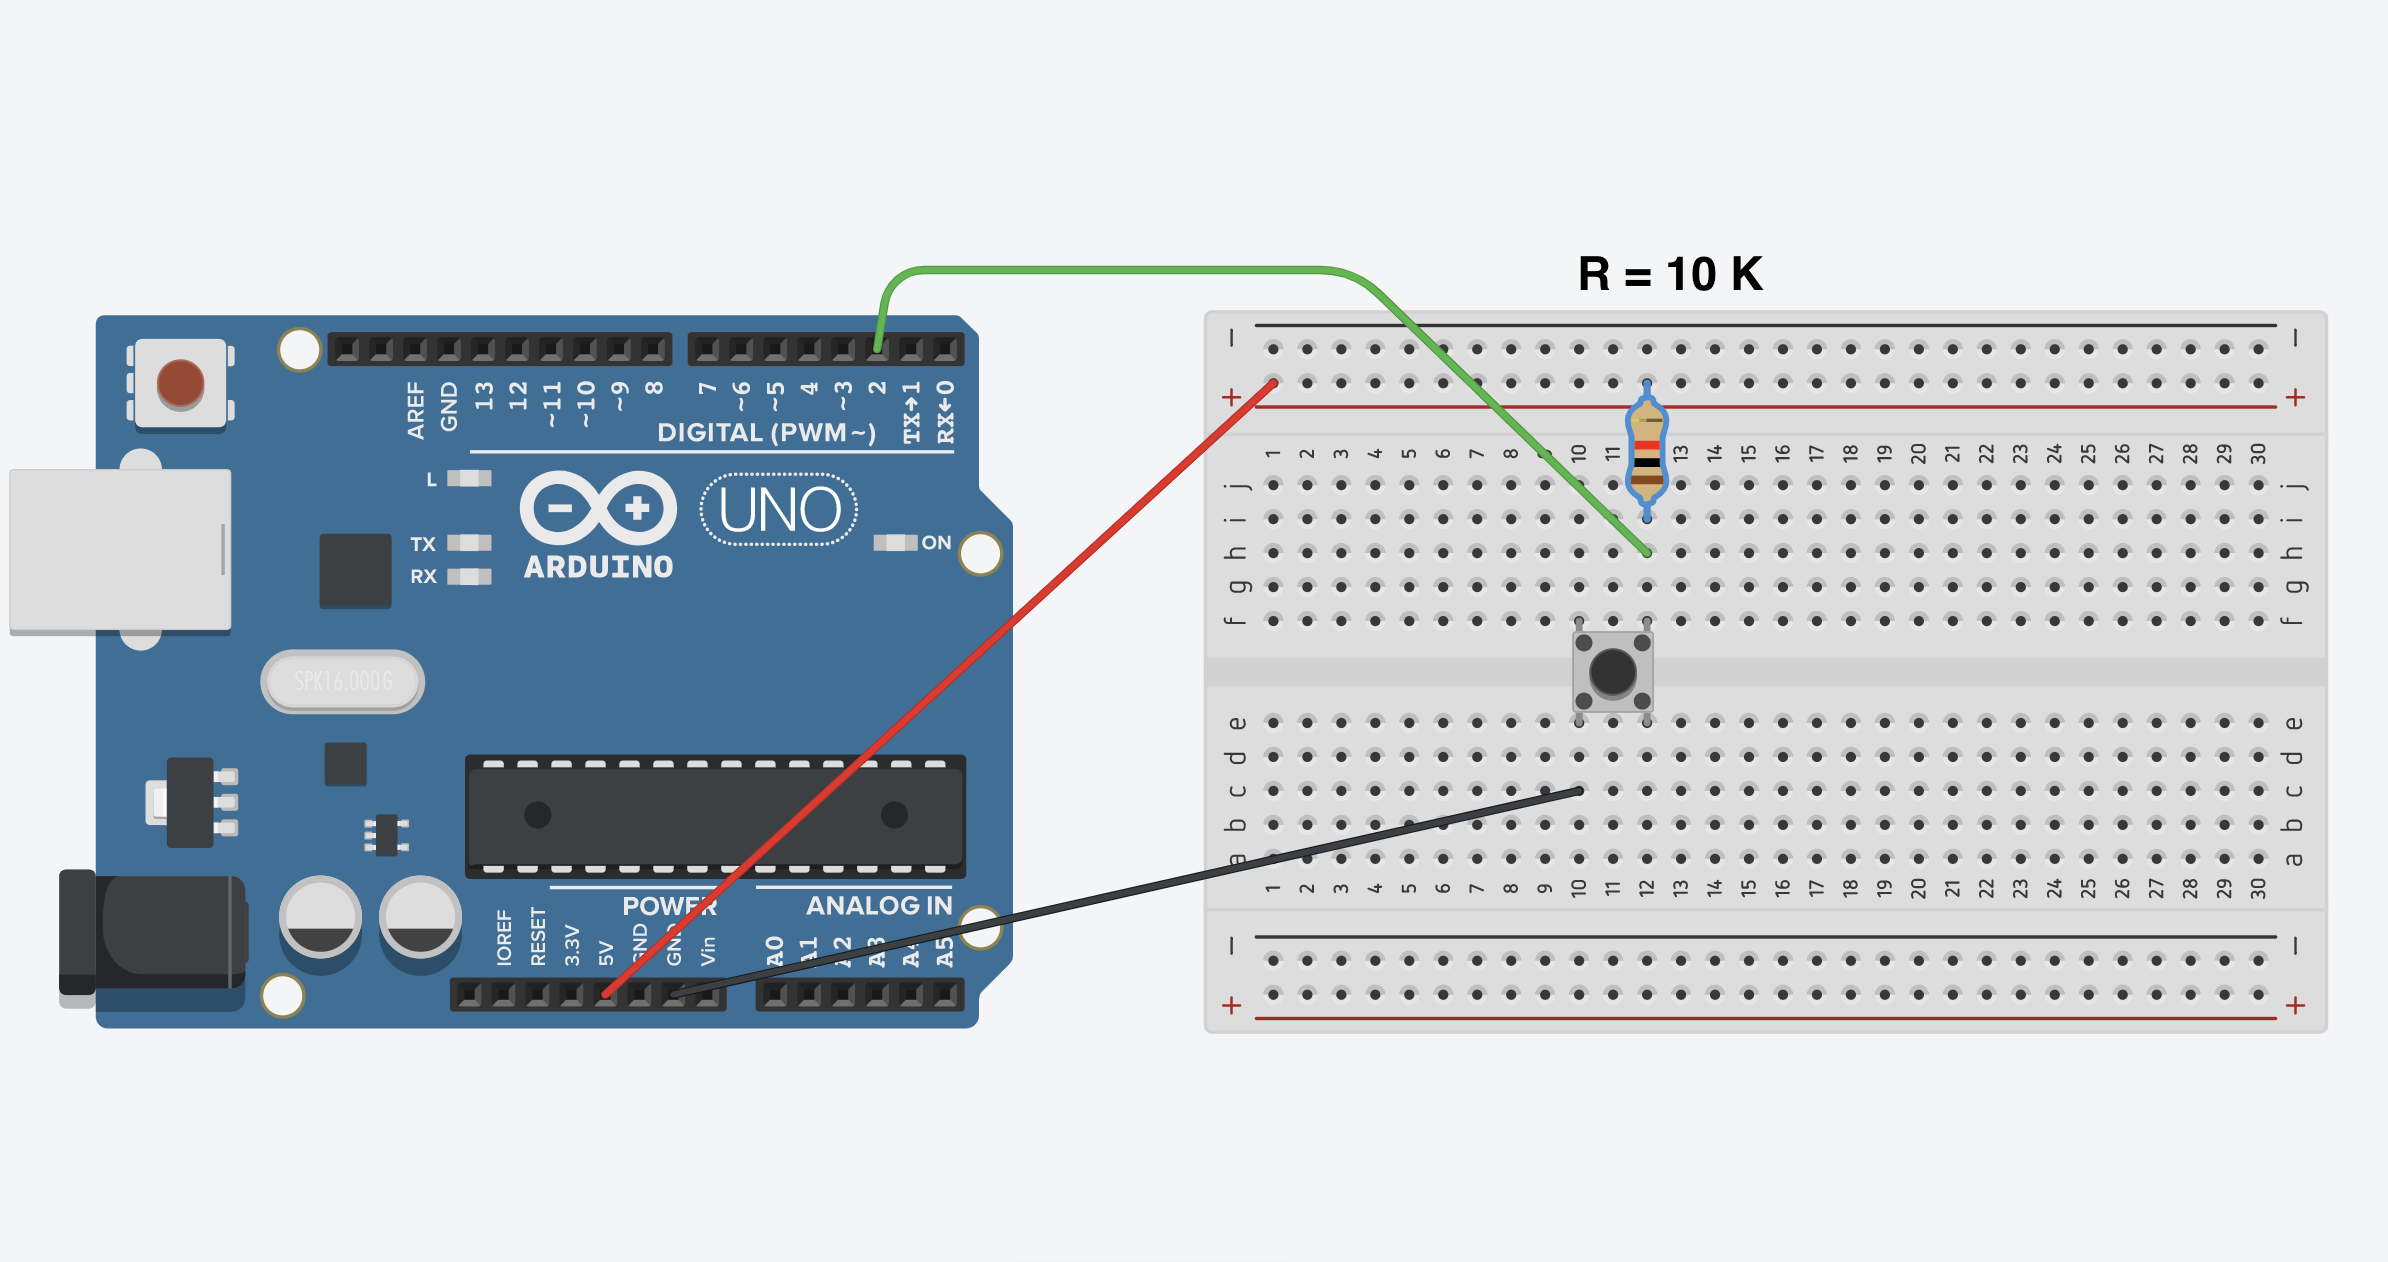 R = 10 K
AREF
GND
13
12
~11
~10
~9
8
7
~6
~5
4
~3
2
TX→1
RX←0
DIGITAL (PWM ~)
L
TX
RX
ARDUINO
UNO
ON
SPK16.000G
POWER
ANALOG IN
IOREF
RESET
3.3V
5V
GND
GND
Vin
A0
A1
A2
A3
A4
A5
− −
+ +
1 2 3 4 5 6 7 8 9 10 11 13 14 15 16 17 18 19 20 21 22 23 24 25 26 27 28 29 30
j j
i i
h h
g g
f f
e e
d d
c c
b b
a a
1 2 3 4 5 6 7 8 9 10 11 12 13 14 15 16 17 18 19 20 21 22 23 24 25 26 27 28 29 30
− −
+ +